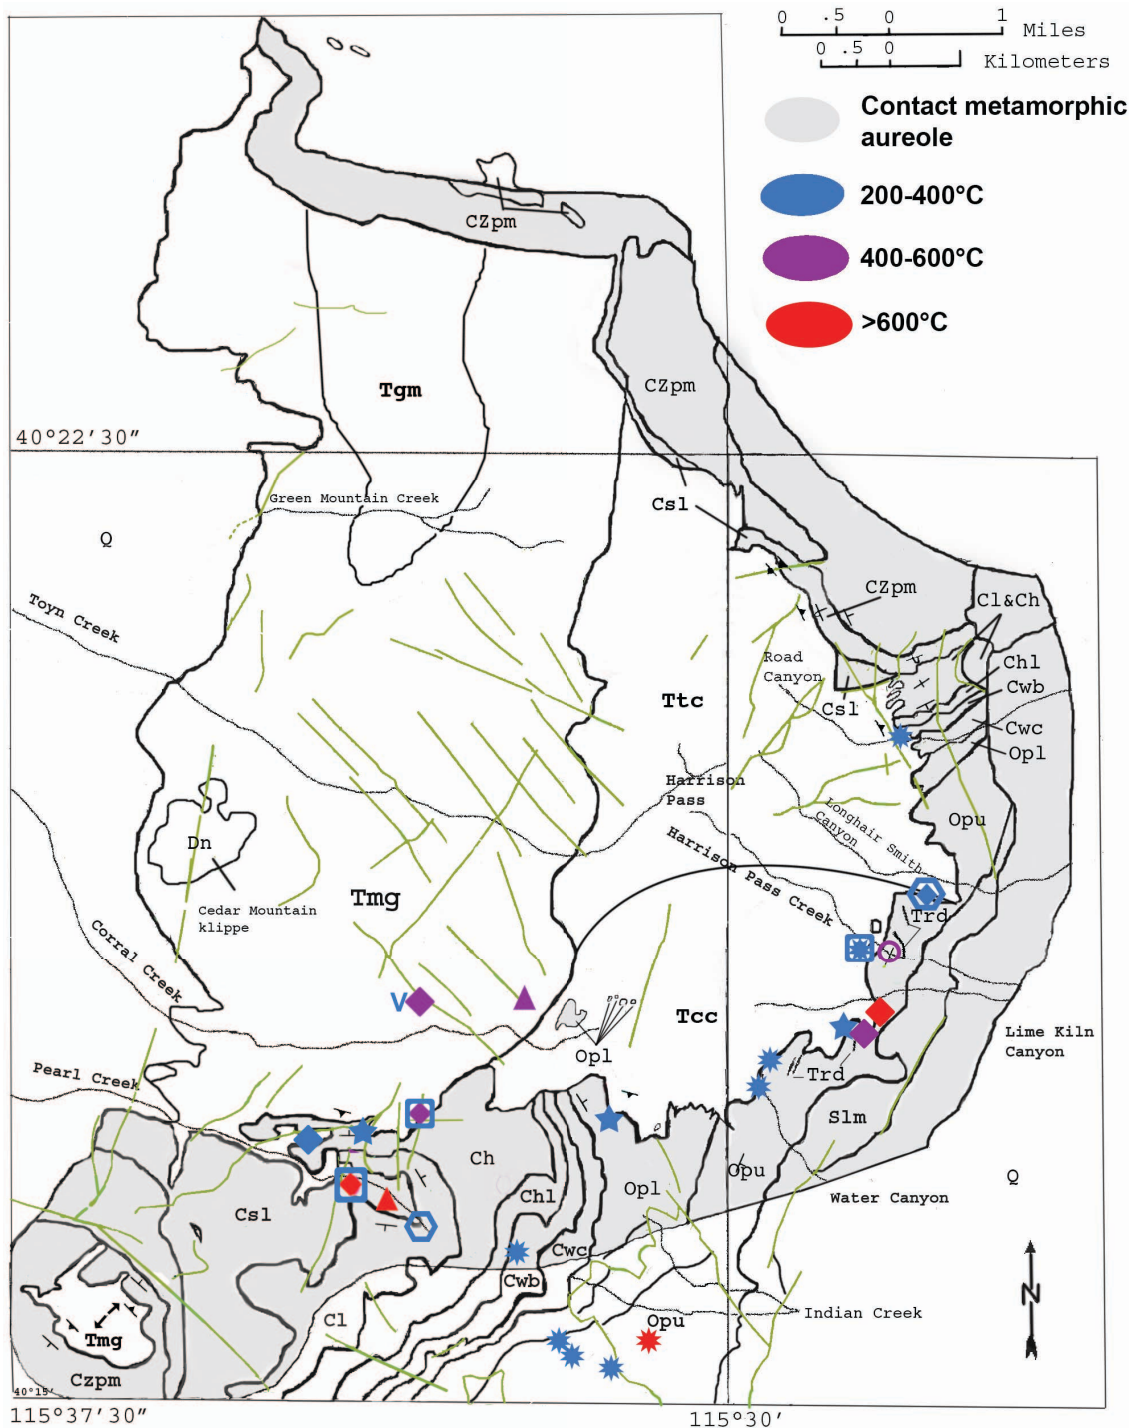 0 .5 0 1
Miles
0 .5 0
Kilometers
Contact metamorphic
aureole
200-400°C
400-600°C
>600°C
CZpm
CZpm
Tgm
40°22'30"
Green Mountain Creek
Csl
Q
CZpm
Cl&Ch
Toyn Creek
Road
Canyon
Chl
Cwb
Ttc
Csl
Cwc
Opl
Harrison
Pass
Longhair Smith
Canyon
Opu
Dn
Harrison Pass Creek
Tmg
Cedar Mountain
klippe
Trd
Corral Creek
V
Tcc
Lime Kiln
Canyon
Opl
Pearl Creek
Trd
Slm
Ch
Opu
Q
Chl
Opl
Water Canyon
Csl
Cwc
Cwb
N
Cl
Opu
Indian Creek
Tmg
Czpm
40°15'
115°37'30"
115°30'